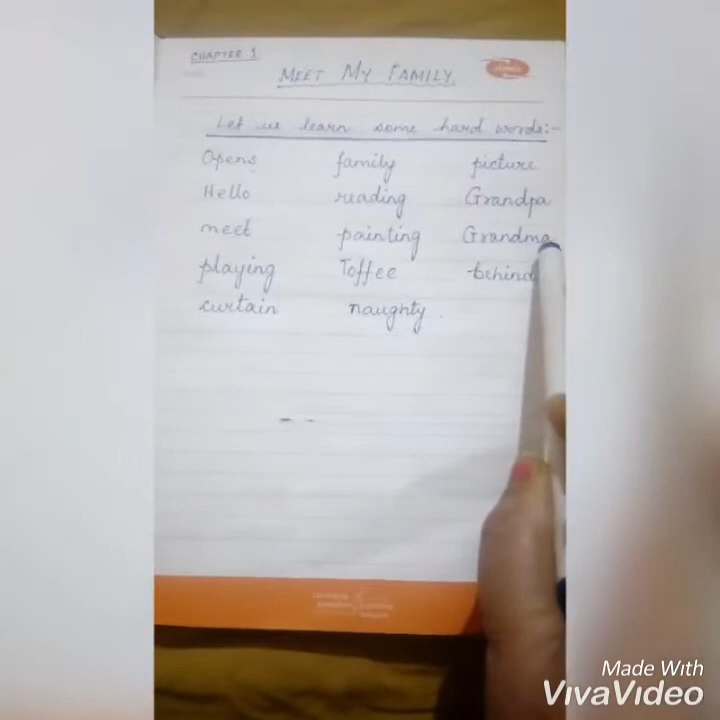 CHAPTER 1
MEET MY FAMILY
Let us learn some hard words:-
Opens family picture
Hello reading Grandpa
meet painting Grandma
playing Toffee behind
curtain naughty.
Made With
VivaVideo